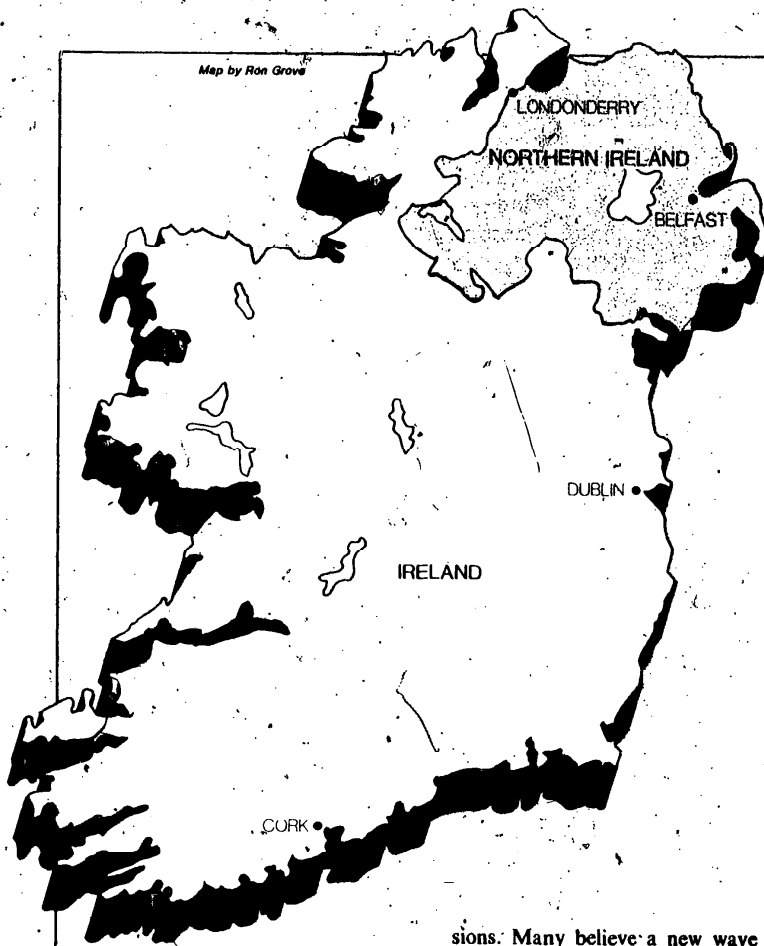 Map by Ron Grove
LONDONDERRY
NORTHERN IRELAND
BELFAST
DUBLIN
IRELAND
CORK
sions. Many believe a new wave